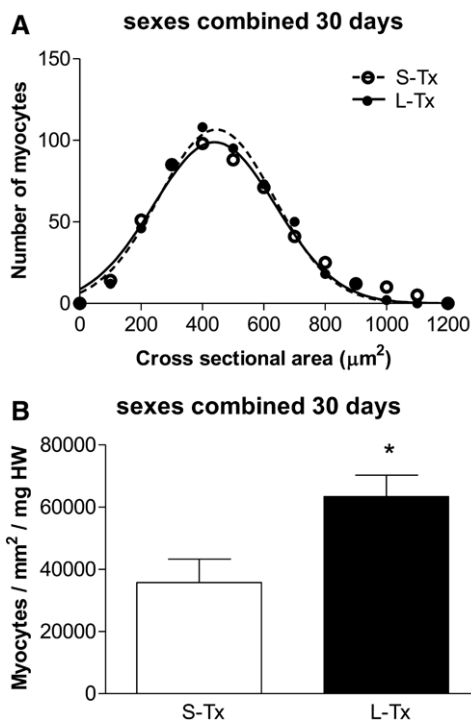 A
sexes combined 30 days
S-Tx
L-Tx
Number of myocytes
150
100
50
0
0 200 400 600 800 1000 1200
Cross sectional area (μm²)
B
sexes combined 30 days
Myocytes / mm² / mg HW
80000
60000
40000
20000
0
*
S-Tx L-Tx